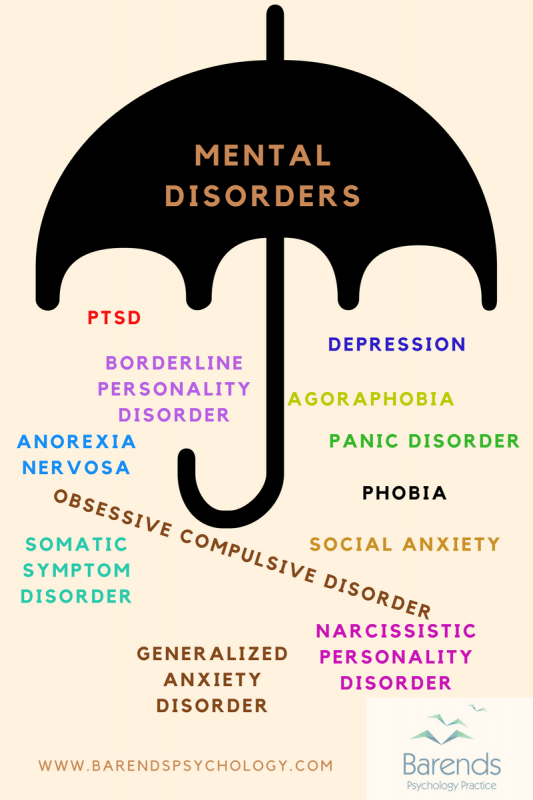 MENTAL
DISORDERS
PTSD
DEPRESSION
BORDERLINE
PERSONALITY
DISORDER
AGORAPHOBIA
ANOREXIA
NERVOSA
PANIC DISORDER
PHOBIA
OBSESSIVE COMPULSIVE DISORDER
SOMATIC
SYMPTOM
DISORDER
SOCIAL ANXIETY
NARCISSISTIC
PERSONALITY
DISORDER
GENERALIZED
ANXIETY
DISORDER
WWW.BARENDSPSYCHOLOGY.COM
Barends
Psychology Practice